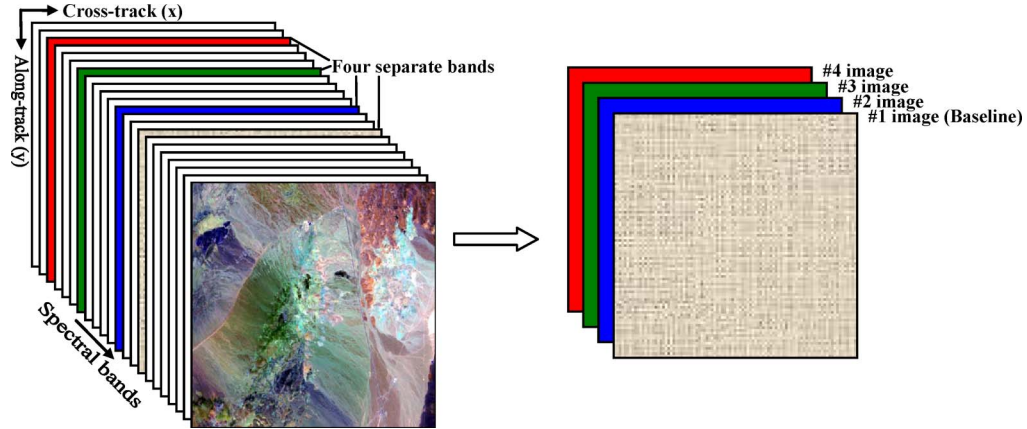 Cross-track (x)
Along-track (y)
Four separate bands
Spectral bands
#4 image
#3 image
#2 image
#1 image (Baseline)